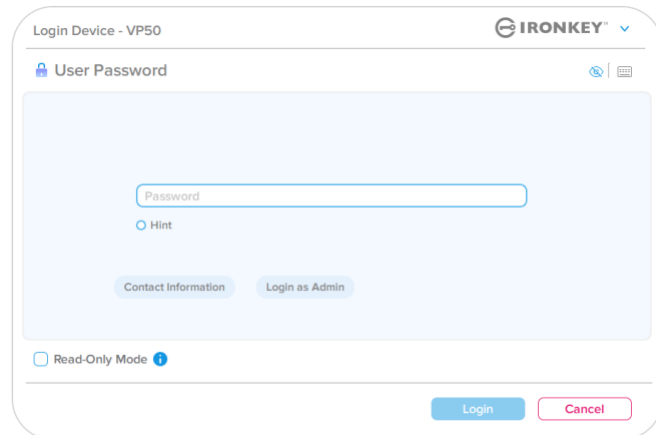 Login Device - VP50
IRONKEY™
User Password
Password
Hint
Contact Information
Login as Admin
Read-Only Mode
Login
Cancel